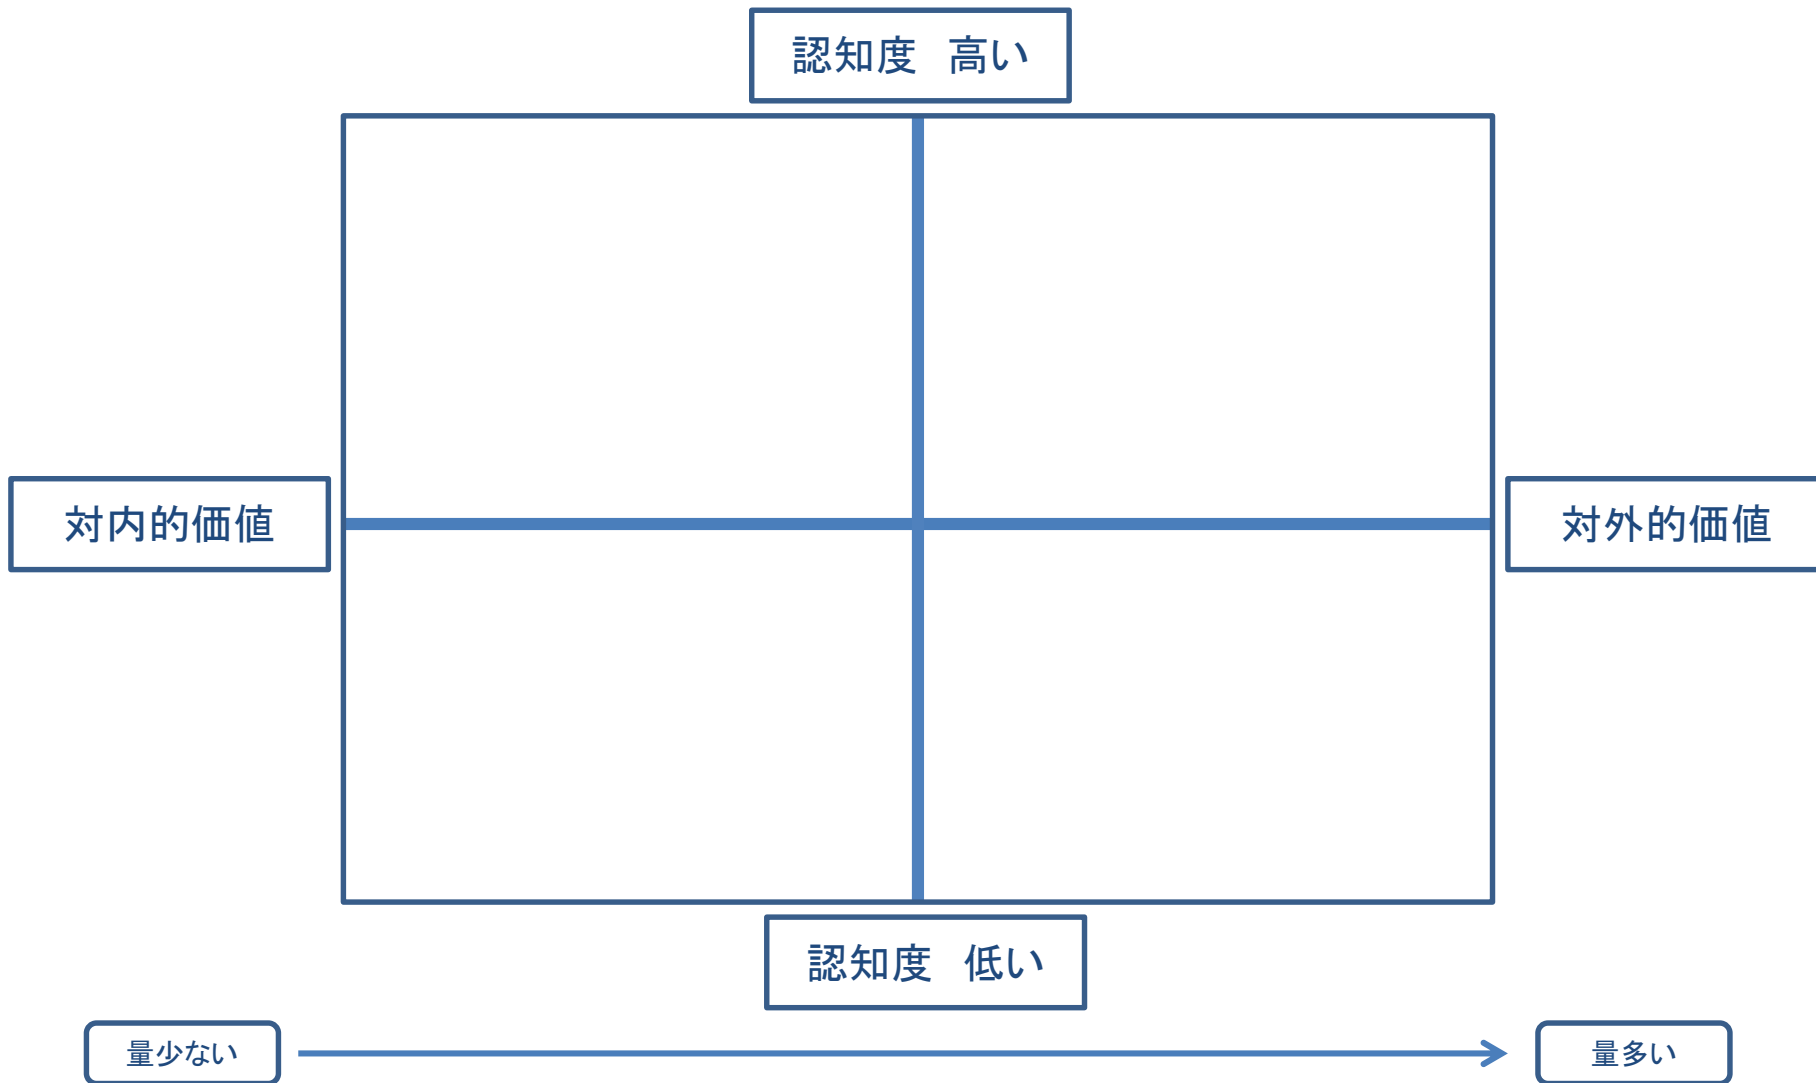 認知度　高い
対内的価値
対外的価値
認知度　低い
量少ない
量多い